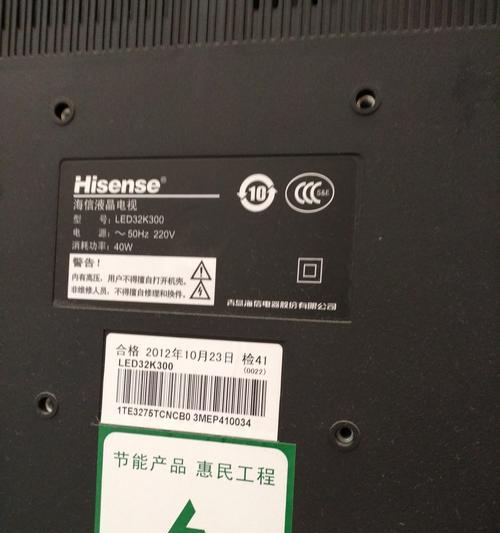 Hisense®
海信液晶电视
型 号: LED32K300
电 源: ～50Hz 220V
消耗功率: 40W
警告!
内有高压，用户不得擅自打开机壳。
非维修人员，不得擅自修理和换件。
10
CCC
S&E
青岛海信电器股份有限公司
合格 2012年10月23日 检41
LED32K300
(0022)
1TE3275TCNCB0 3MEP410034
节能产品 惠民工程